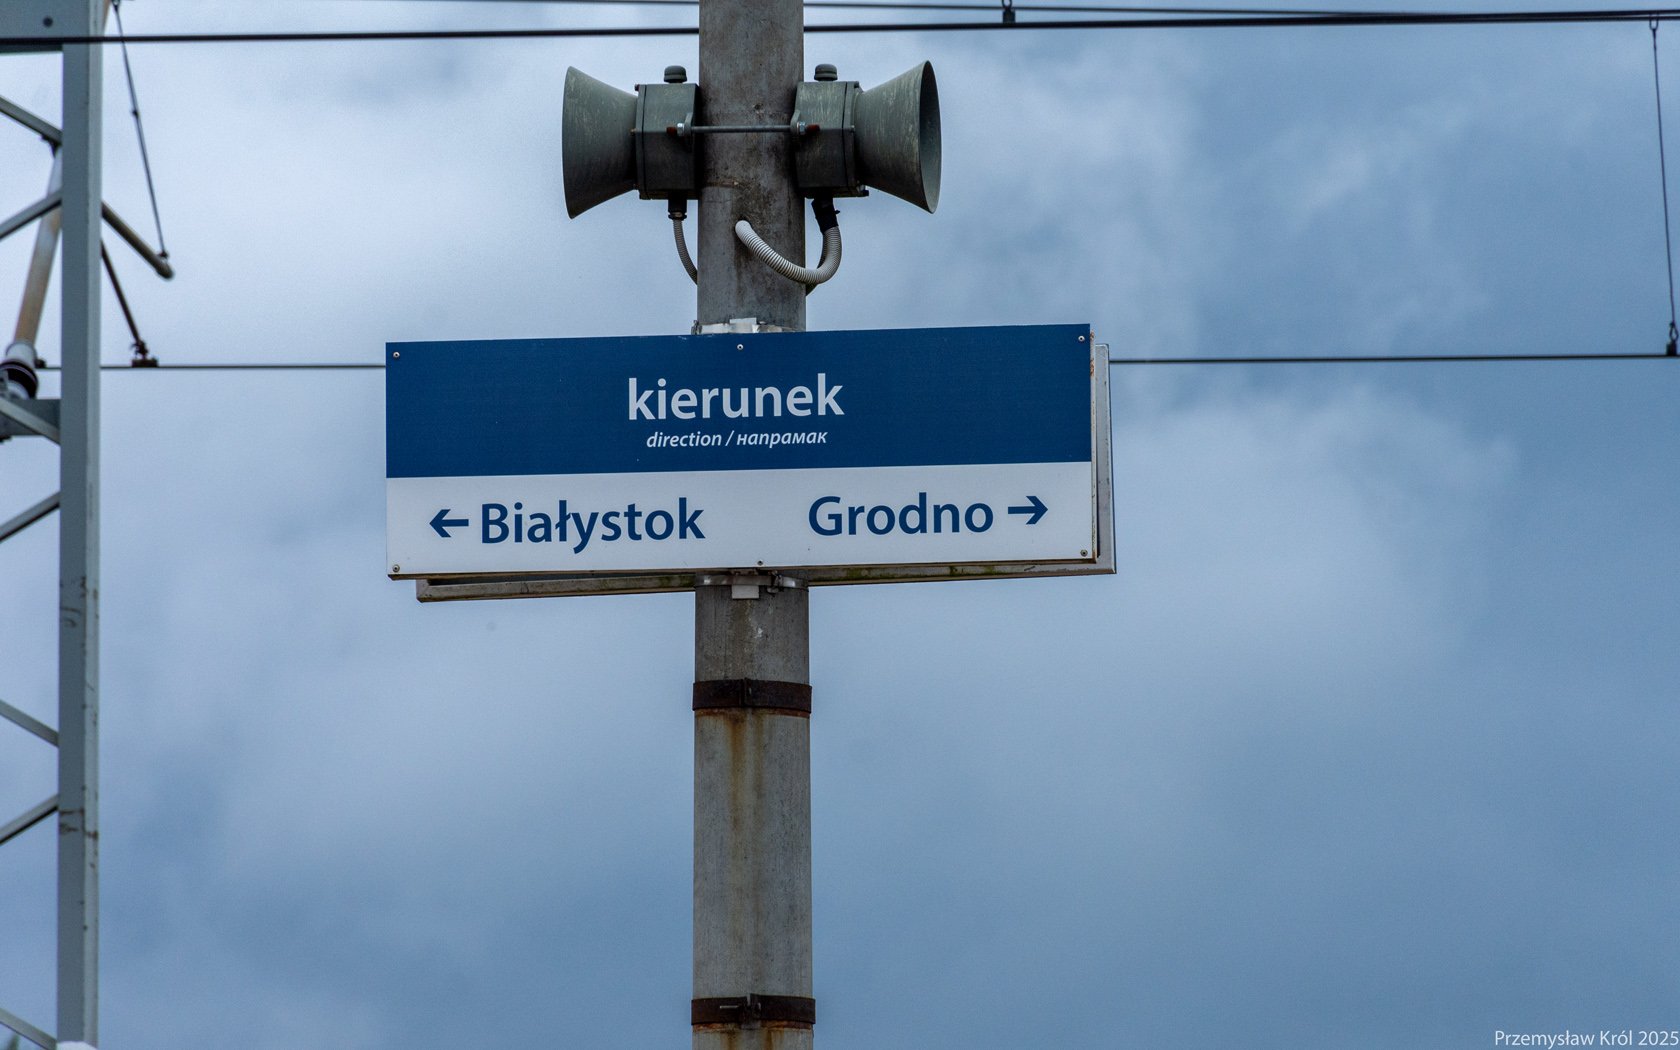 kierunek
direction / напрамак
← Białystok Grodno →
Przemysław Król 2025